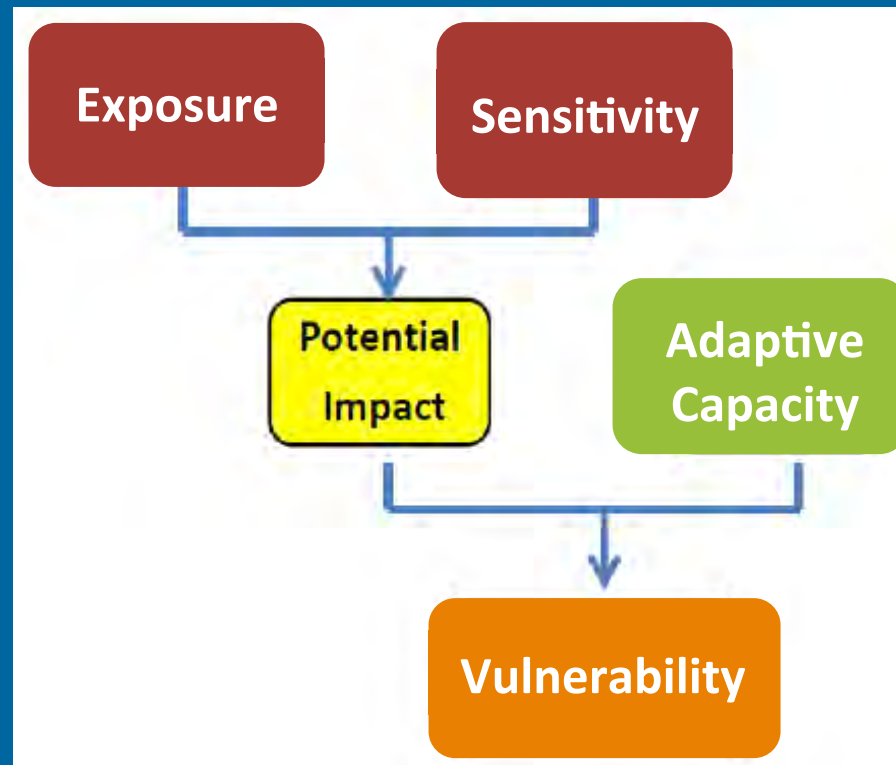 Exposure
Sensitivity
Potential
Impact
Adaptive
Capacity
Vulnerability